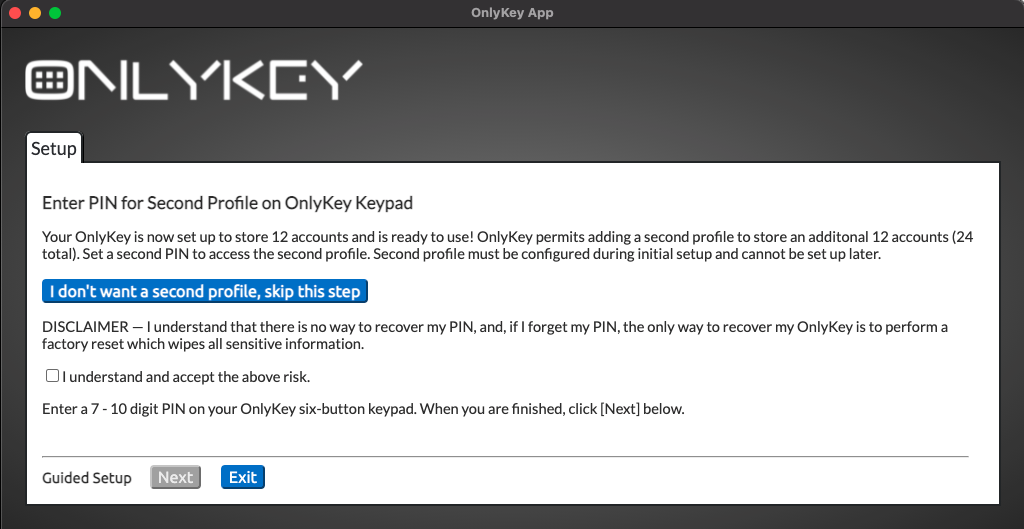 OnlyKey App
ONLYKEY
Setup
Enter PIN for Second Profile on OnlyKey Keypad
Your OnlyKey is now set up to store 12 accounts and is ready to use! OnlyKey permits adding a second profile to store an additonal 12 accounts (24
total). Set a second PIN to access the second profile. Second profile must be configured during initial setup and cannot be set up later.
I don't want a second profile, skip this step
DISCLAIMER — I understand that there is no way to recover my PIN, and, if I forget my PIN, the only way to recover my OnlyKey is to perform a
factory reset which wipes all sensitive information.
I understand and accept the above risk.
Enter a 7 - 10 digit PIN on your OnlyKey six-button keypad. When you are finished, click [Next] below.
Guided Setup Next Exit